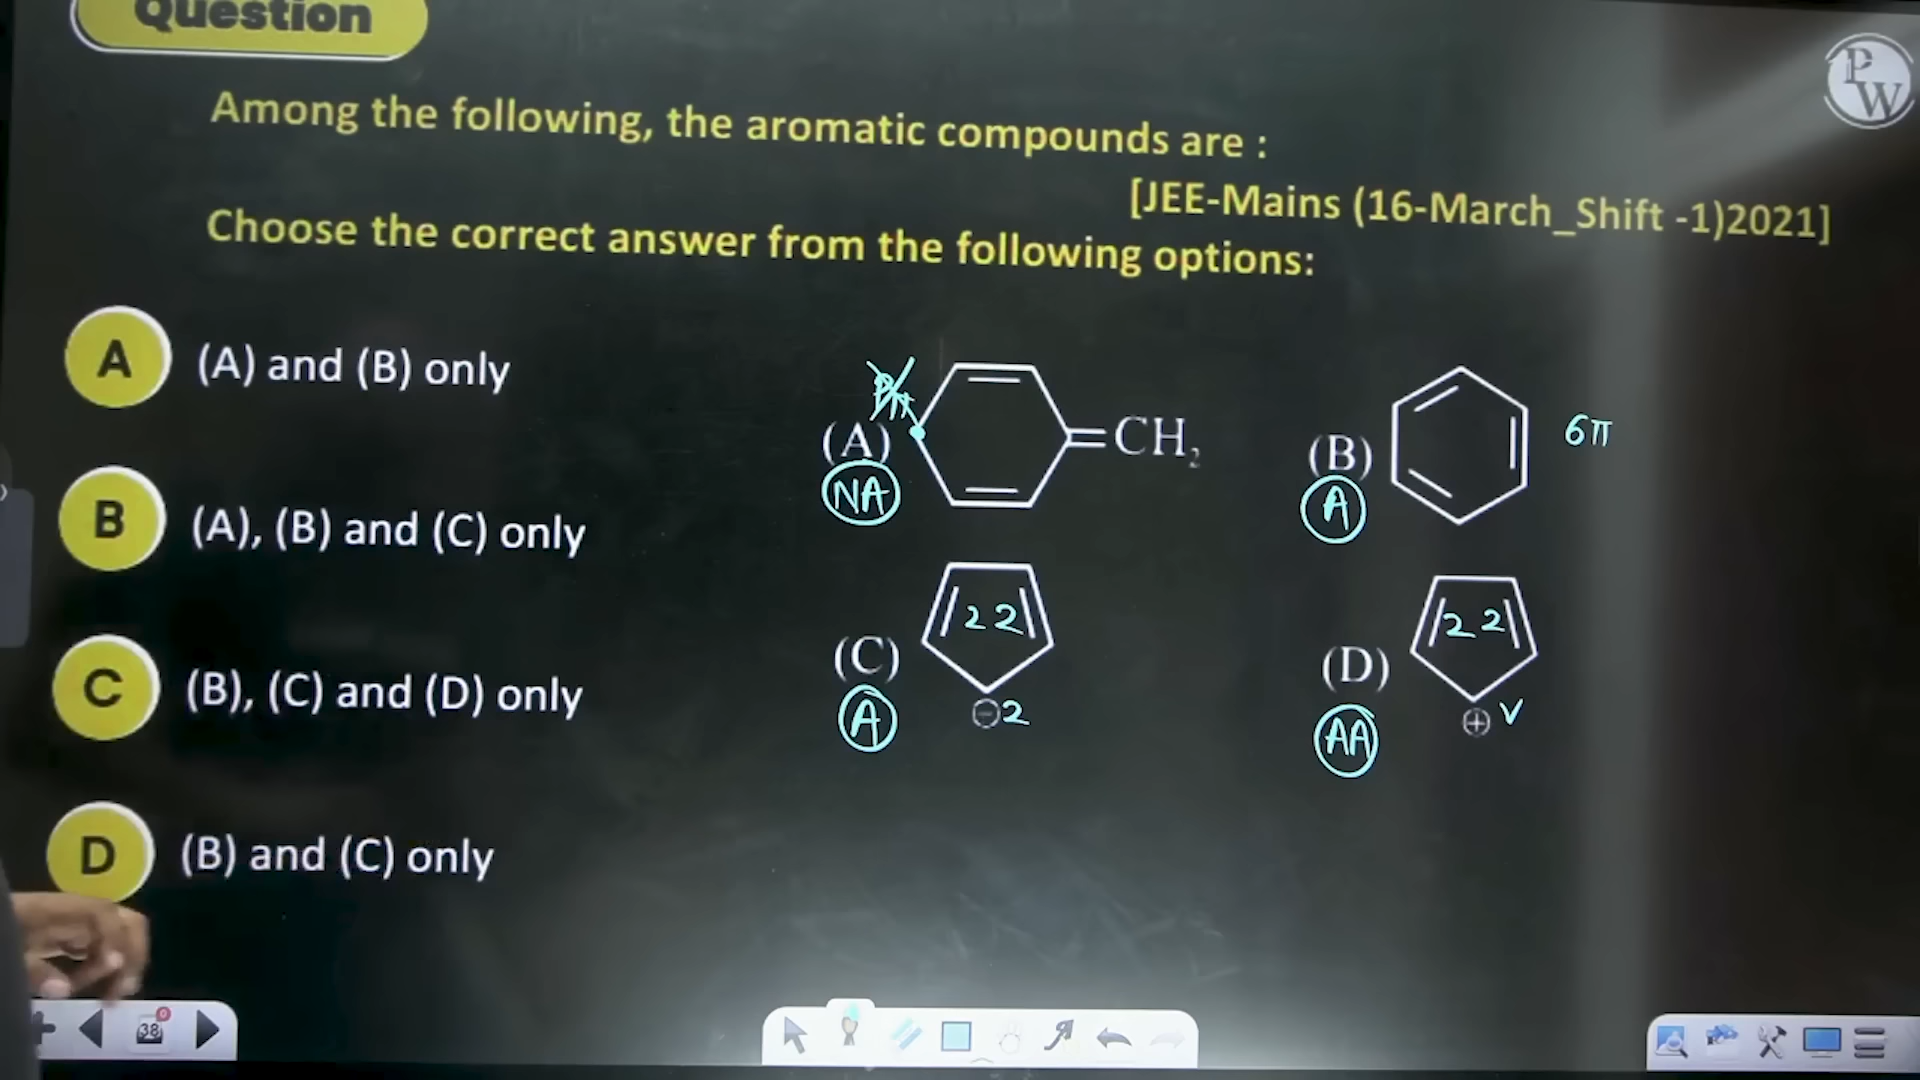 Question
PW
Among the following, the aromatic compounds are :
[JEE-Mains (16-March_Shift -1)2021]
Choose the correct answer from the following options:
A (A) and (B) only
B (A), (B) and (C) only
C (B), (C) and (D) only
D (B) and (C) only
(A) =CH₂
NA
(B) 6π
A
(C) 2 2
⊖2
A
(D) 2 2
⊕ V
AA
38